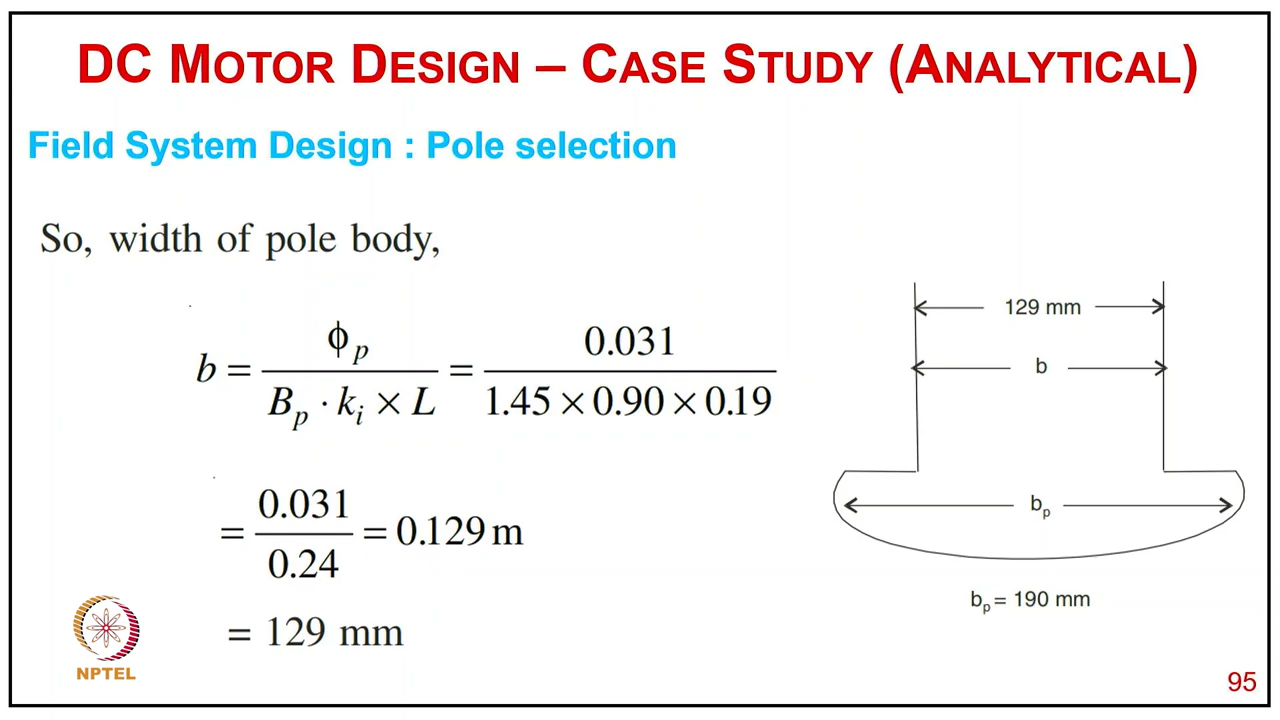 DC MOTOR DESIGN – CASE STUDY (ANALYTICAL)
Field System Design : Pole selection
So, width of pole body,
b = ϕp / (Bp · ki × L) = 0.031 / (1.45 × 0.90 × 0.19)
= 0.031 / 0.24 = 0.129 m
= 129 mm
129 mm
b
bp
bp = 190 mm
NPTEL
95